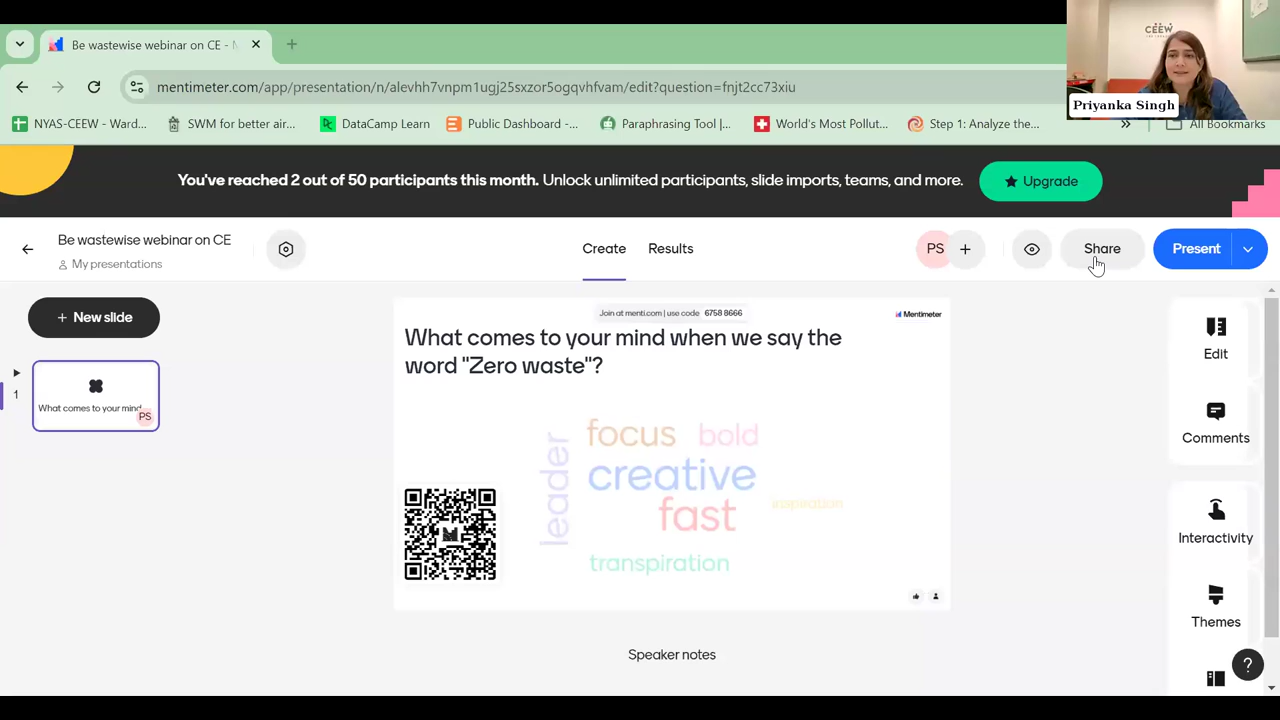 Be wastewise webinar on CE - M
mentimeter.com/app/presentation/n/alevhh7vnpm1ugj25sxzor5ogqvhfvam/edit?question=fnjt2cc73xiu
CEEW
Priyanka Singh
NYAS-CEEW - Ward...
SWM for better air...
DataCamp Learn
Public Dashboard -...
Paraphrasing Tool |...
World's Most Pollut...
Step 1: Analyze the...
All Bookmarks
You've reached 2 out of 50 participants this month. Unlock unlimited participants, slide imports, teams, and more.
Upgrade
Be wastewise webinar on CE
My presentations
Create
Results
PS
Share
Present
New slide
1
What comes to your mind
PS
Join at menti.com | use code 6758 8666
Mentimeter
What comes to your mind when we say the
word "Zero waste"?
leader
focus
bold
creative
fast
inspiration
transpiration
Speaker notes
Edit
Comments
Interactivity
Themes